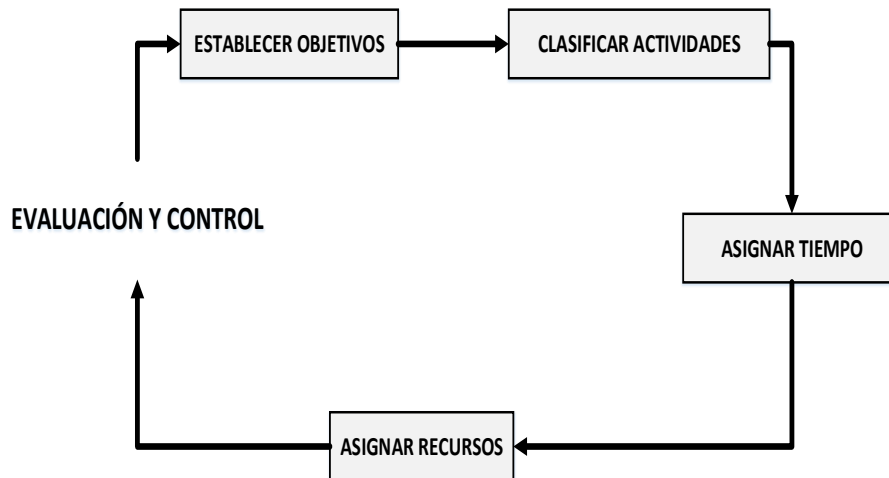 ESTABLECER OBJETIVOS
CLASIFICAR ACTIVIDADES
EVALUACIÓN Y CONTROL
ASIGNAR TIEMPO
ASIGNAR RECURSOS